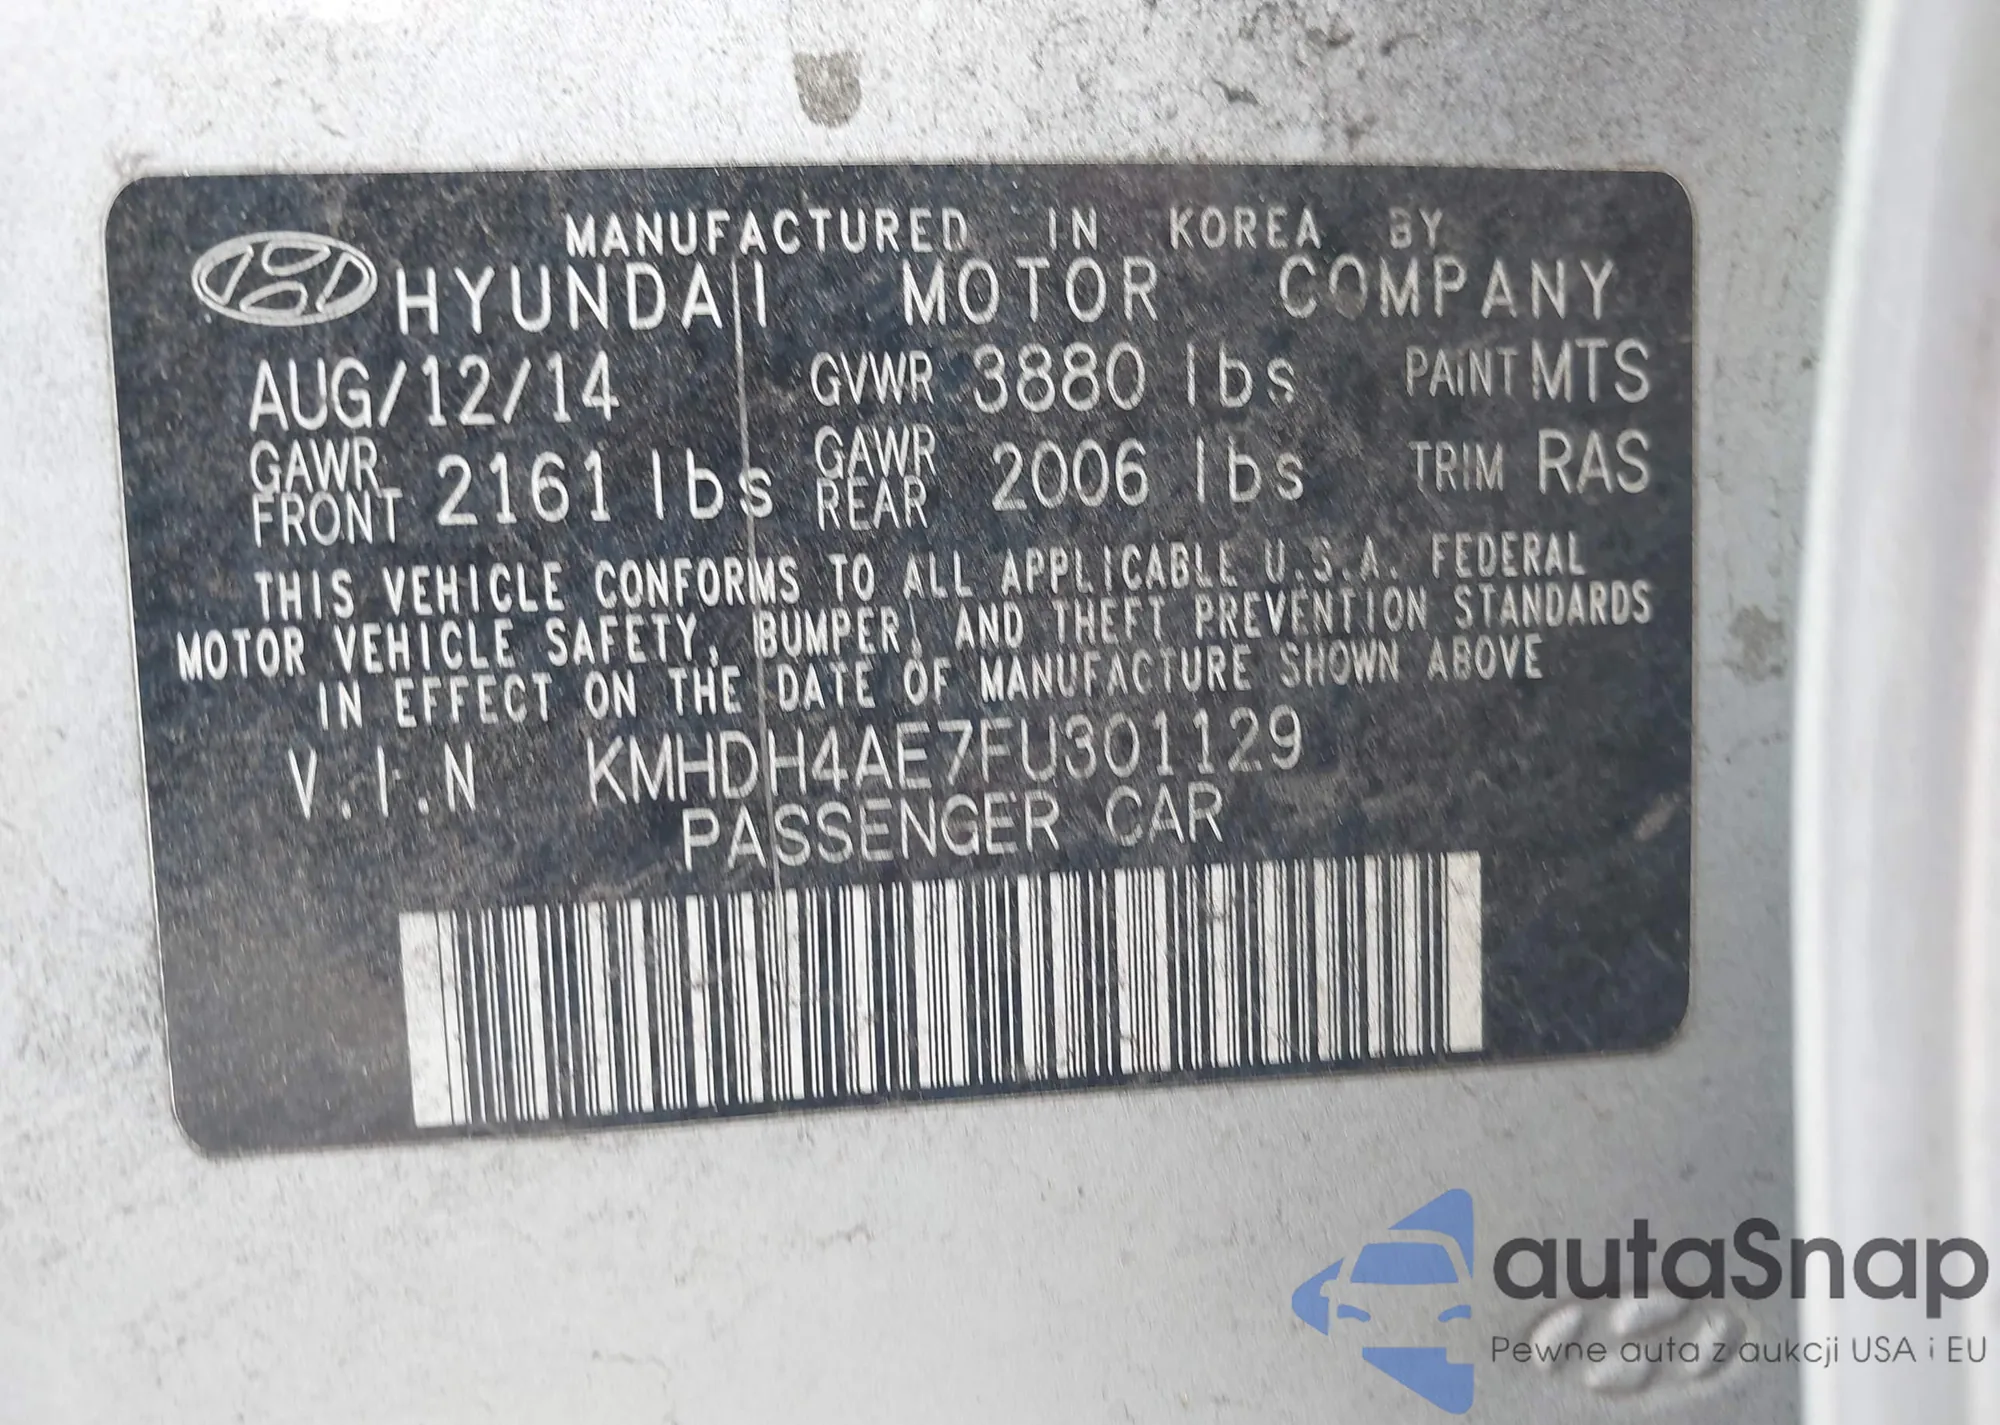 MANUFACTURED IN KOREA BY
HYUNDAI MOTOR COMPANY
AUG/12/14 GVWR 3880 lbs PAINT MTS
GAWR FRONT 2161 lbs GAWR REAR 2006 lbs TRIM RAS
THIS VEHICLE CONFORMS TO ALL APPLICABLE U.S.A. FEDERAL
MOTOR VEHICLE SAFETY, BUMPER, AND THEFT PREVENTION STANDARDS
IN EFFECT ON THE DATE OF MANUFACTURE SHOWN ABOVE
V.I.N KMHDH4AE7FU301129
PASSENGER CAR
autaSnap
Pewne auta z aukcji USA i EU